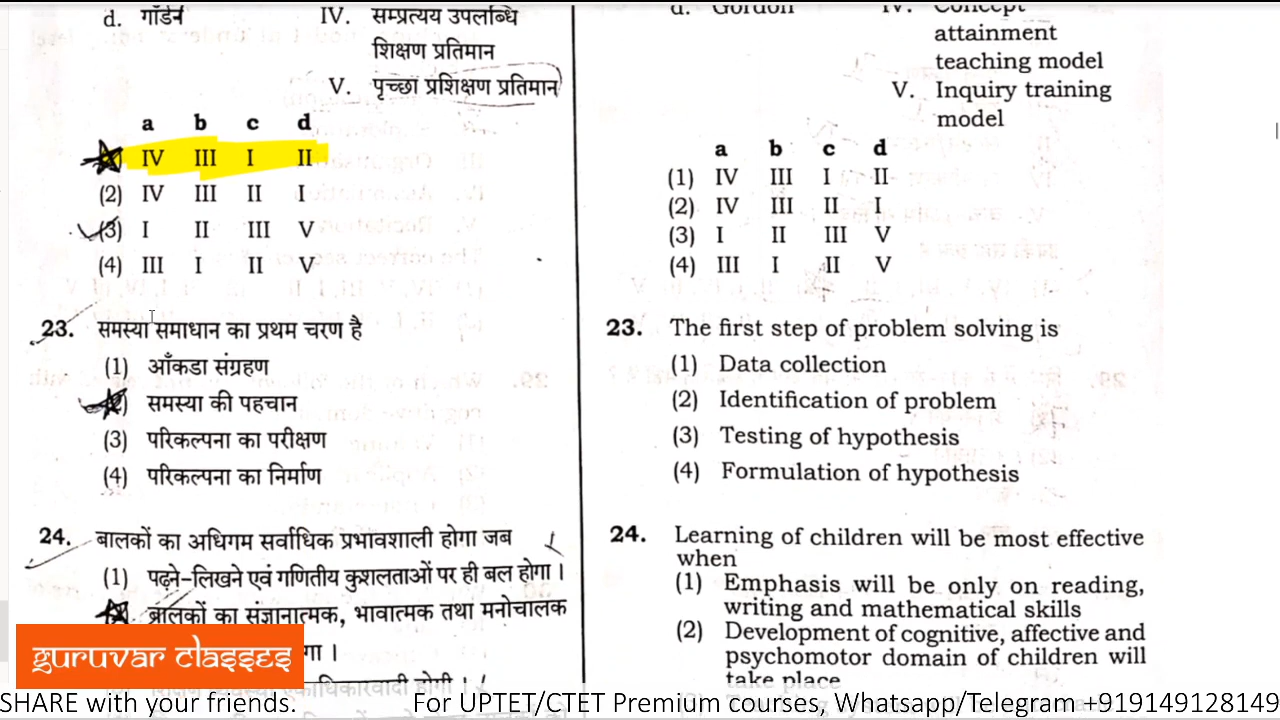 d. गॉर्डन
IV. सम्प्रत्यय उपलब्धि
शिक्षण प्रतिमान
V. पृच्छा प्रशिक्षण प्रतिमान
a b c d
IV III I II
(2) IV III II I
(3) I II III V
(4) III I II V
23. समस्या समाधान का प्रथम चरण है
(1) आँकडा संग्रहण
समस्या की पहचान
(3) परिकल्पना का परीक्षण
(4) परिकल्पना का निर्माण
24. बालकों का अधिगम सर्वाधिक प्रभावशाली होगा जब
(1) पढ़ने-लिखने एवं गणितीय कुशलताओं पर ही बल होगा।
बालकों का संज्ञानात्मक, भावात्मक तथा मनोचालक
d. Gordon
IV. Concept
attainment
teaching model
V. Inquiry training
model
a b c d
(1) IV III I II
(2) IV III II I
(3) I II III V
(4) III I II V
23. The first step of problem solving is
(1) Data collection
(2) Identification of problem
(3) Testing of hypothesis
(4) Formulation of hypothesis
24. Learning of children will be most effective
when
(1) Emphasis will be only on reading,
writing and mathematical skills
(2) Development of cognitive, affective and
psychomotor domain of children will
take place
GURUVAR CLASSES
SHARE with your friends.
For UPTET/CTET Premium courses, Whatsapp/Telegram +919149128149